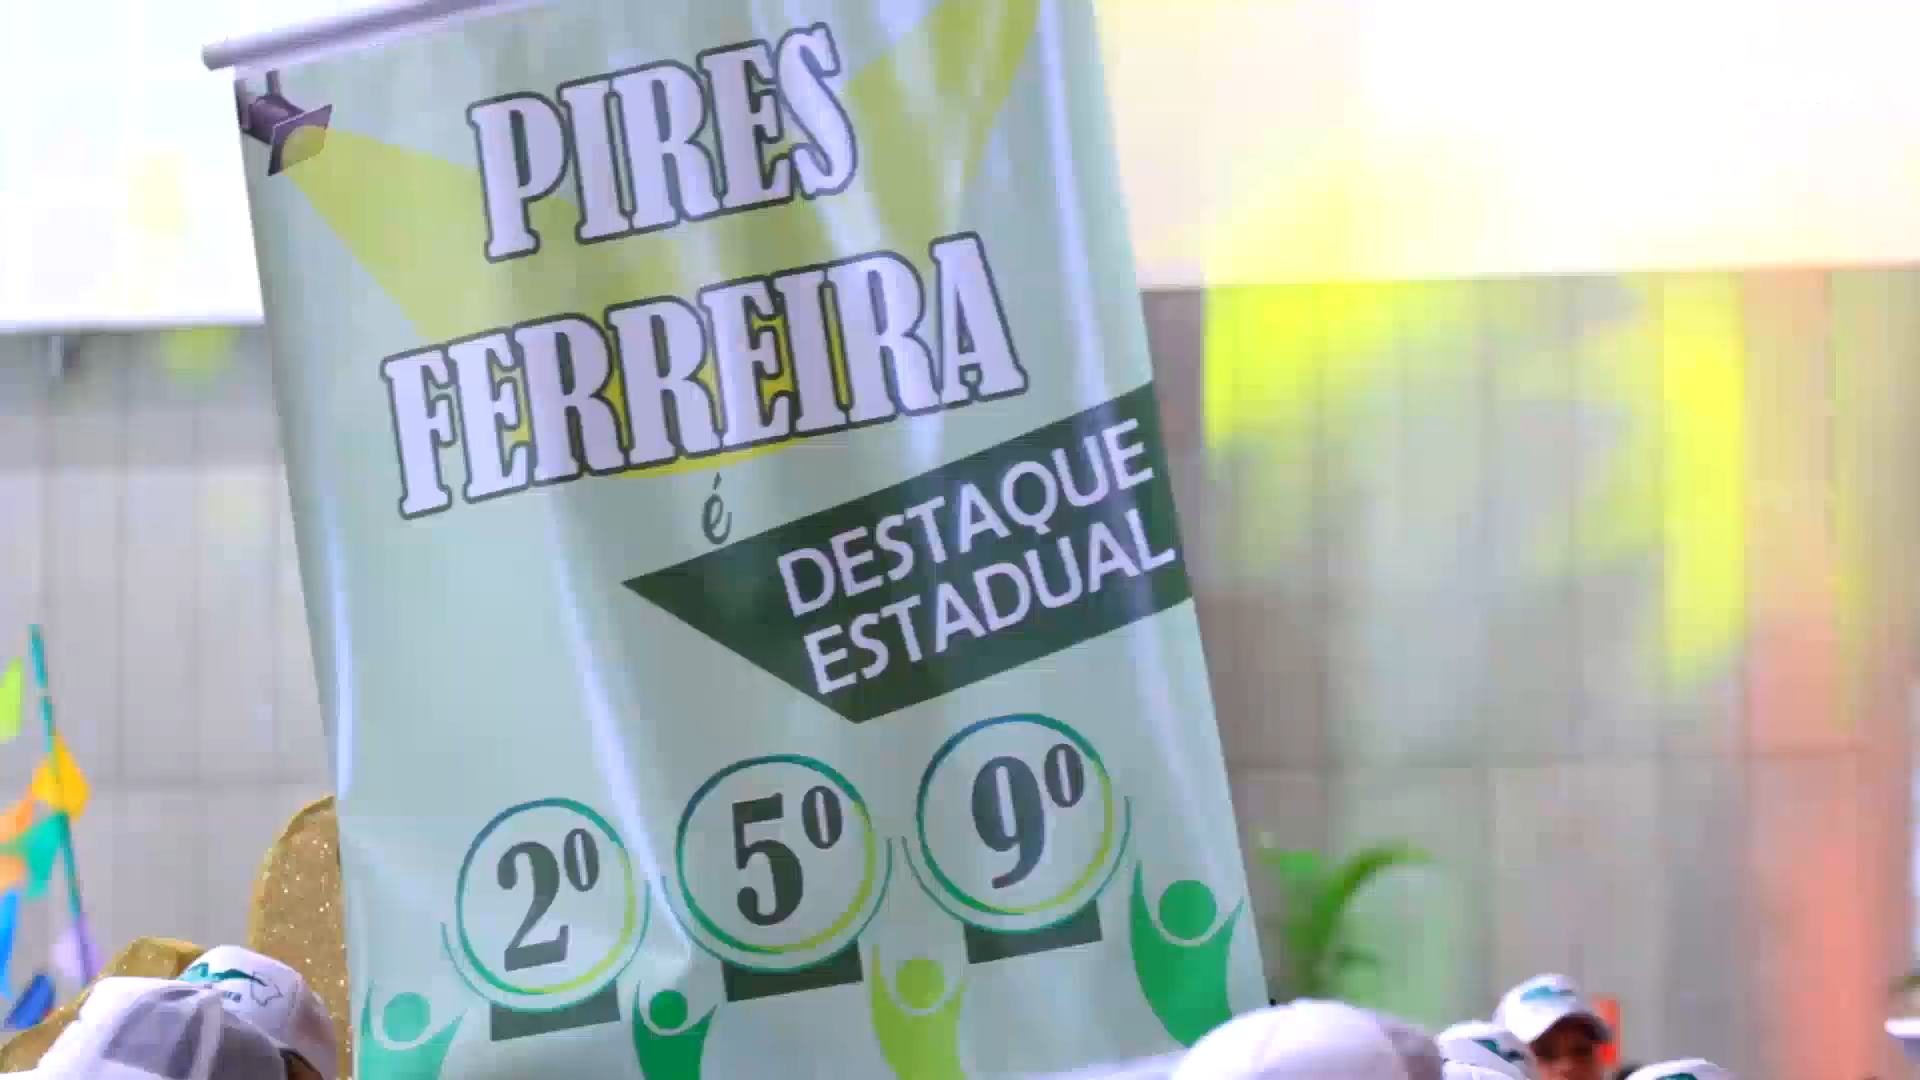 PIRES
FERREIRA
é
DESTAQUE
ESTADUAL
2º 5º 9º